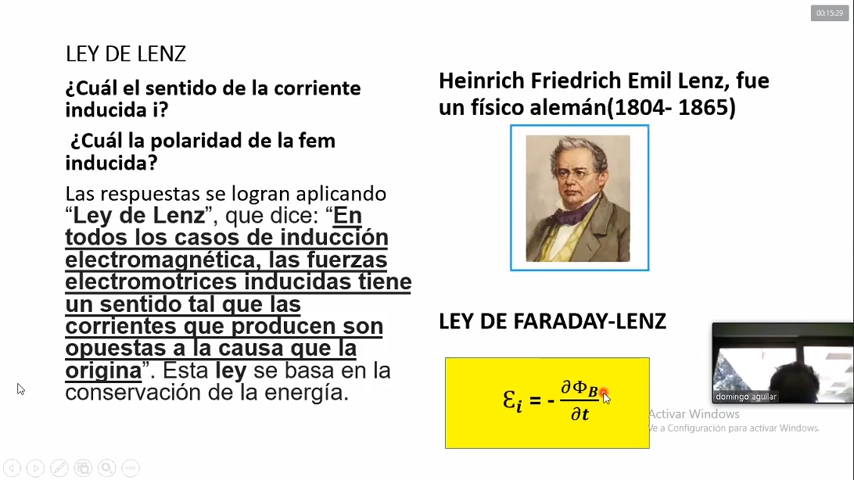 00:15:29
LEY DE LENZ
¿Cuál el sentido de la corriente
inducida i?
¿Cuál la polaridad de la fem
inducida?
Las respuestas se logran aplicando
“Ley de Lenz”, que dice: “En
todos los casos de inducción
electromagnética, las fuerzas
electromotrices inducidas tiene
un sentido tal que las
corrientes que producen son
opuestas a la causa que la
origina”. Esta ley se basa en la
conservación de la energía.
Heinrich Friedrich Emil Lenz, fue
un físico alemán(1804- 1865)
LEY DE FARADAY-LENZ
Ɛi = - ∂ΦB/∂t
domingo aguilar
Activar Windows
Ve a Configuración para activar Windows.